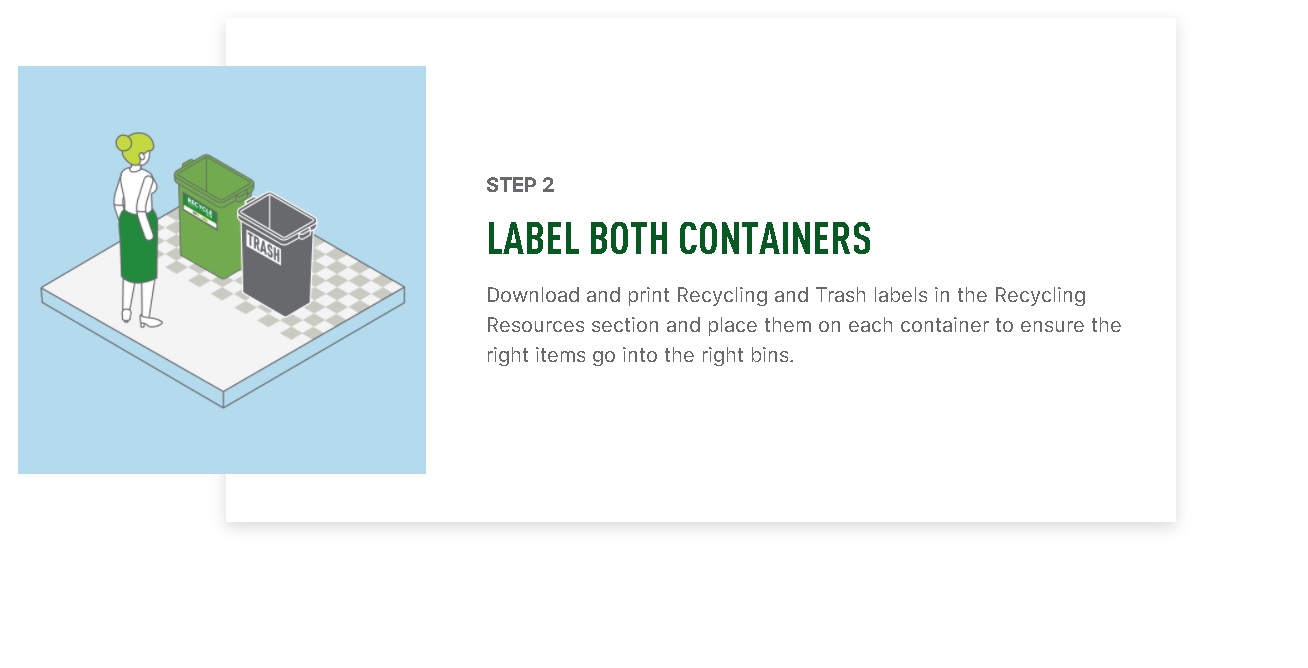 RECYCLE
TRASH
STEP 2
LABEL BOTH CONTAINERS
Download and print Recycling and Trash labels in the Recycling
Resources section and place them on each container to ensure the
right items go into the right bins.